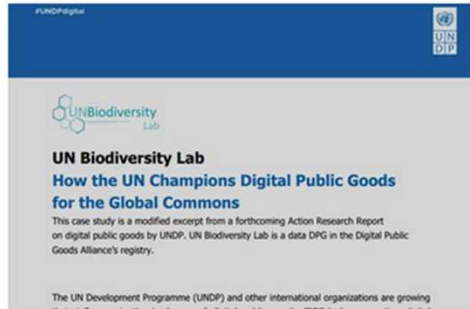 #UNDPdigital
U N
D P
UNBiodiversity
Lab
UN Biodiversity Lab
How the UN Champions Digital Public Goods
for the Global Commons
This case study is a modified excerpt from a forthcoming Action Research Report
on digital public goods by UNDP. UN Biodiversity Lab is a data DPG in the Digital Public
Goods Alliance's registry.
The UN Development Programme (UNDP) and other international organizations are growing